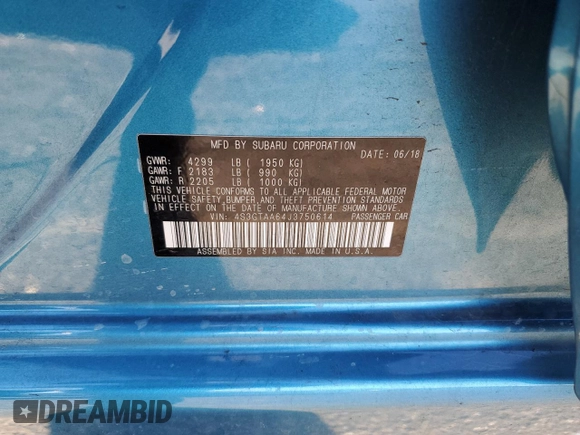 MFD BY SUBARU CORPORATION
GVWR: 4299 LB ( 1950 KG) DATE: 06/18
GAWR: F 2183 LB ( 990 KG)
GAWR: R 2205 LB ( 1000 KG)
THIS VEHICLE CONFORMS TO ALL APPLICABLE FEDERAL MOTOR
VEHICLE SAFETY,BUMPER,AND THEFT PREVENTION STANDARDS
IN EFFECT ON THE DATE OF MANUFACTURE SHOWN ABOVE.
VIN: 4S3GTAA64J3750614 PASSENGER CAR
ASSEMBLED BY SIA INC. MADE IN U.S.A.
DREAMBID